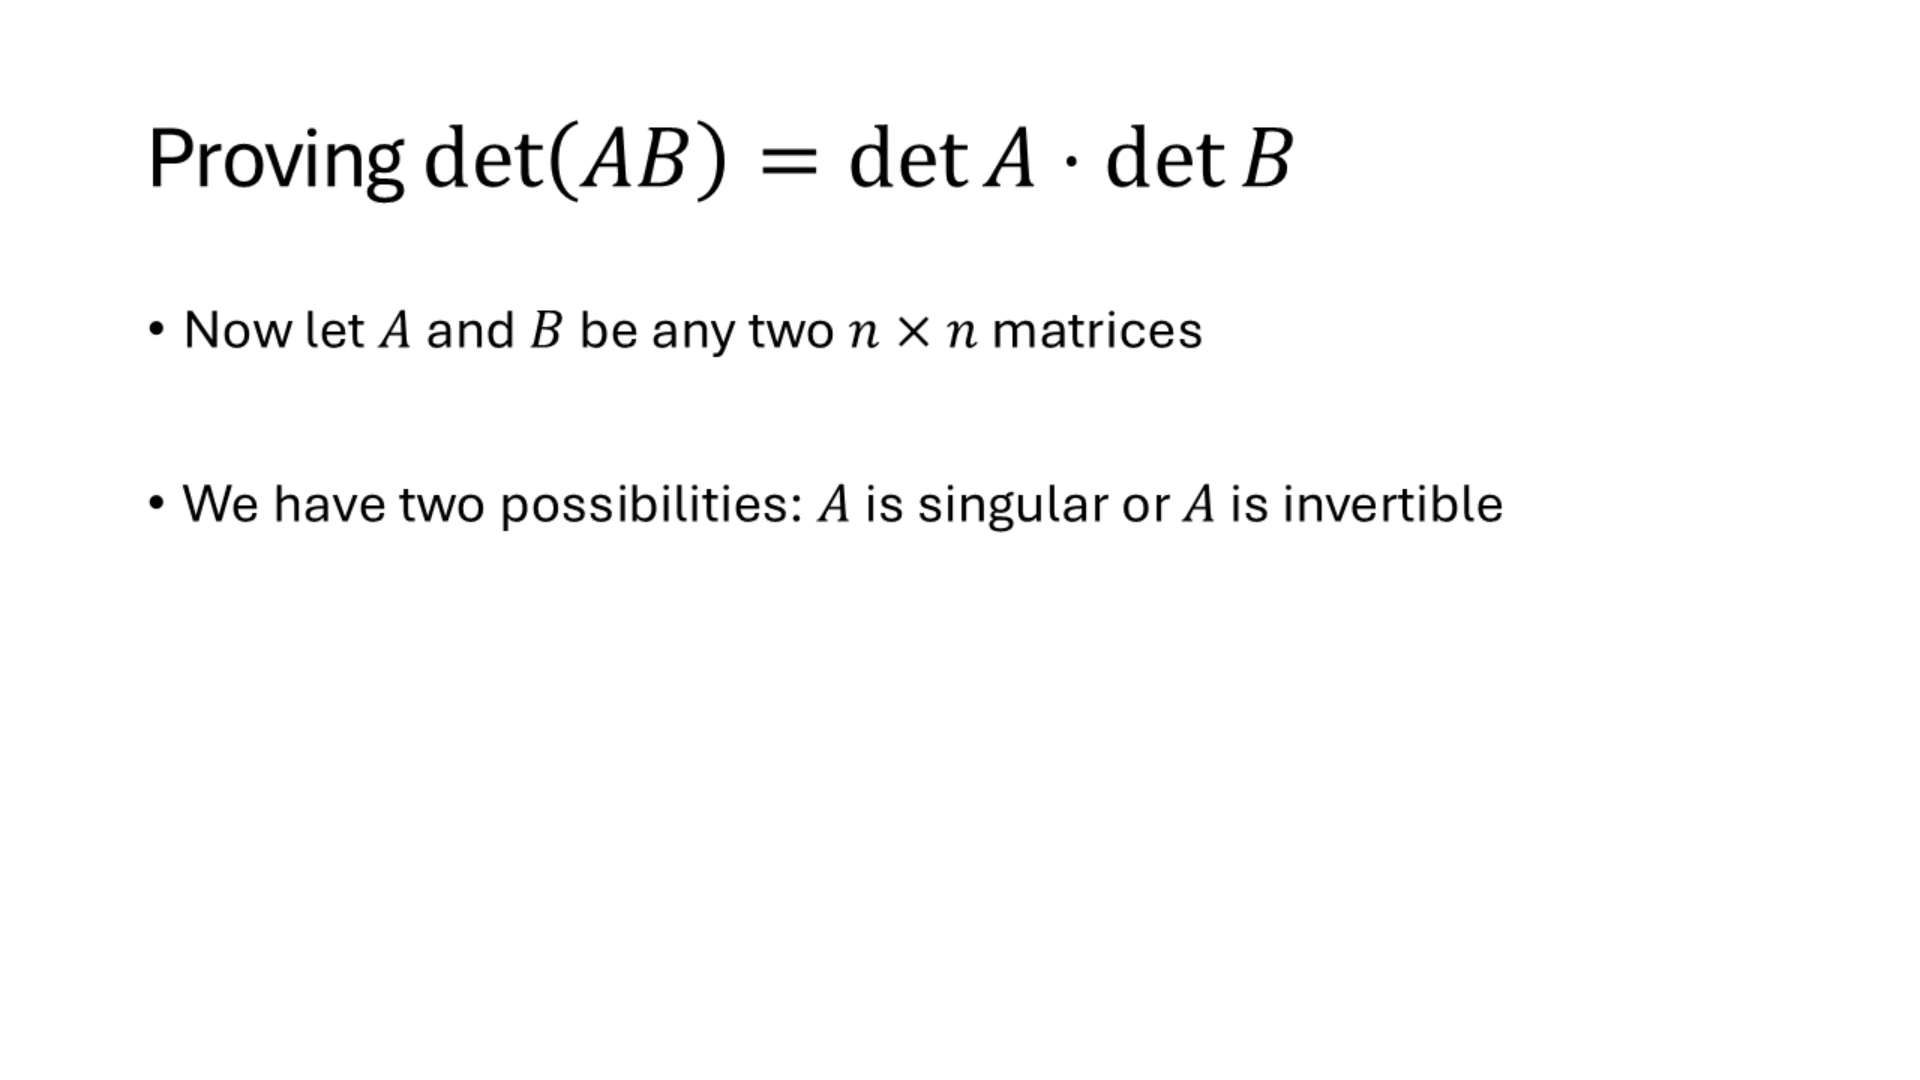 Proving det(AB) = det A · det B
• Now let A and B be any two n × n matrices
• We have two possibilities: A is singular or A is invertible